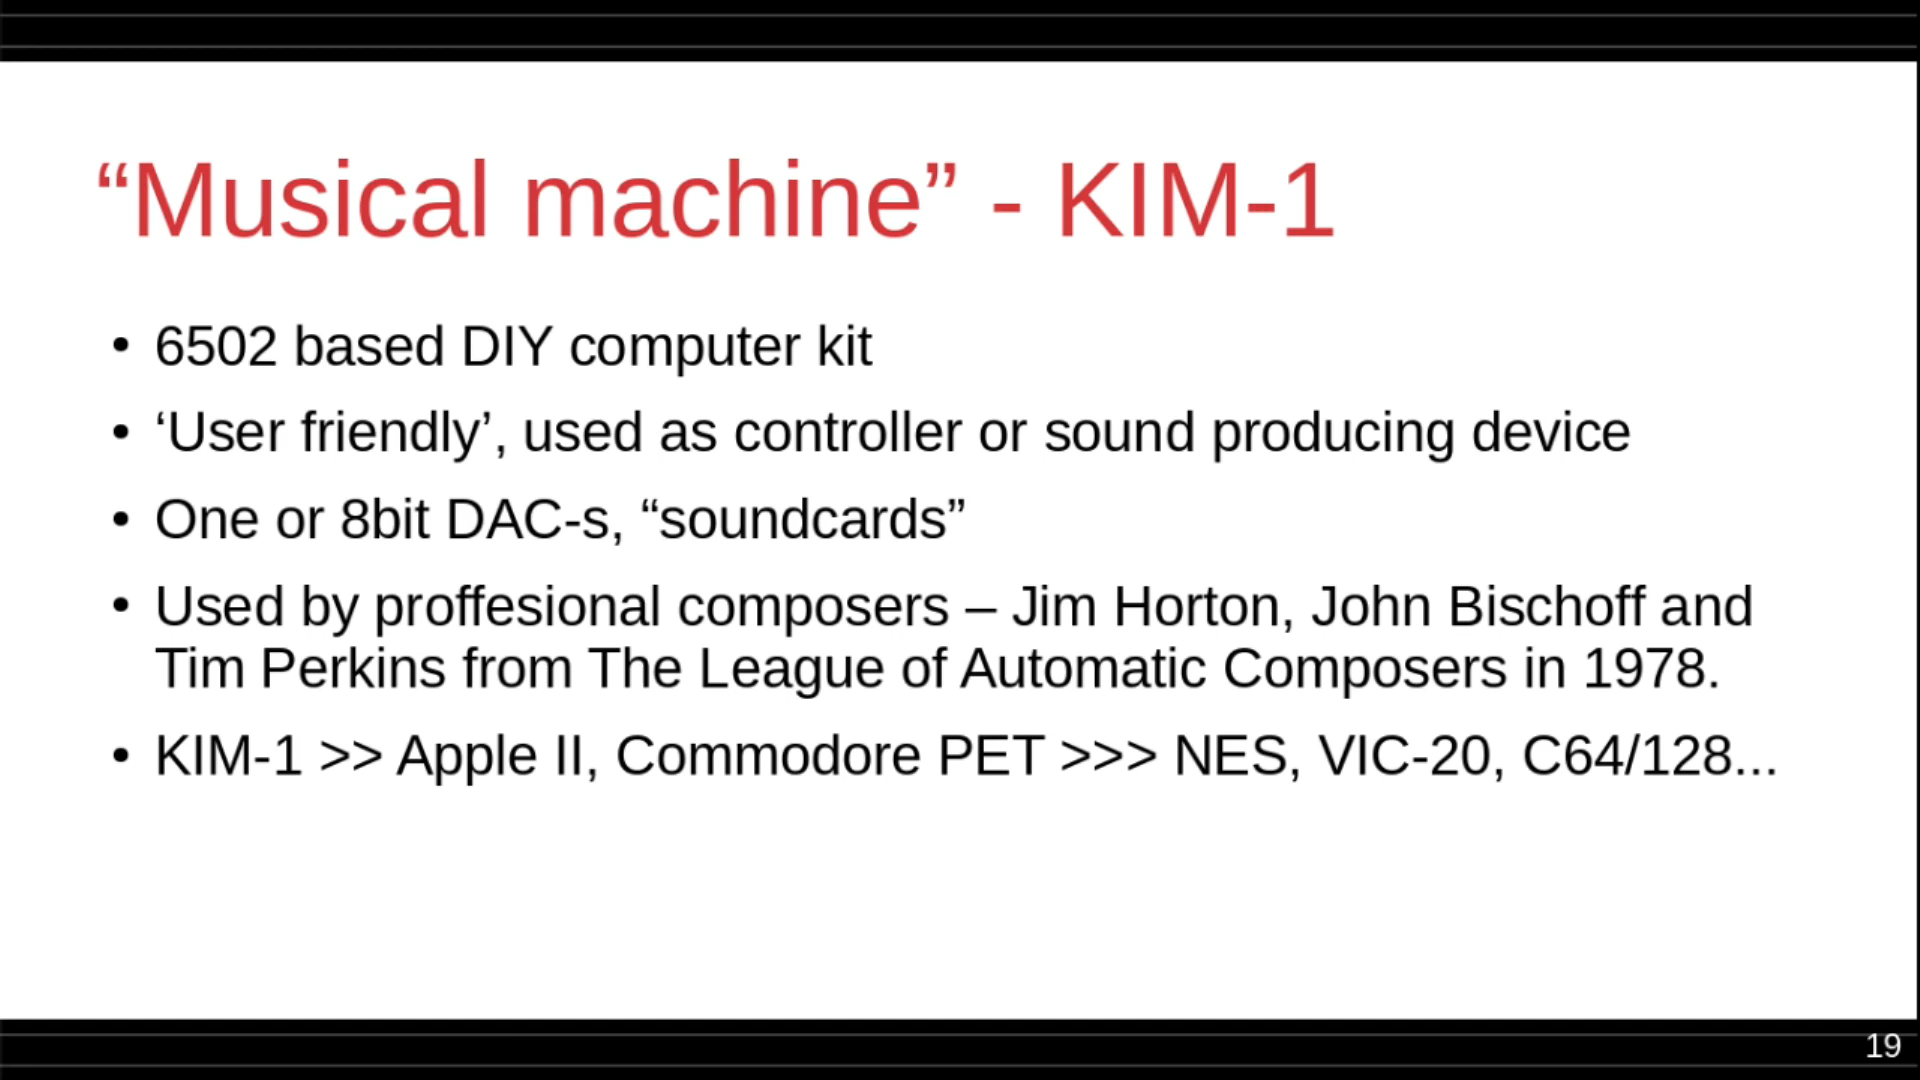 “Musical machine” - KIM-1
• 6502 based DIY computer kit
• ‘User friendly’, used as controller or sound producing device
• One or 8bit DAC-s, “soundcards”
• Used by proffesional composers – Jim Horton, John Bischoff and
Tim Perkins from The League of Automatic Composers in 1978.
• KIM-1 >> Apple II, Commodore PET >>> NES, VIC-20, C64/128...
19